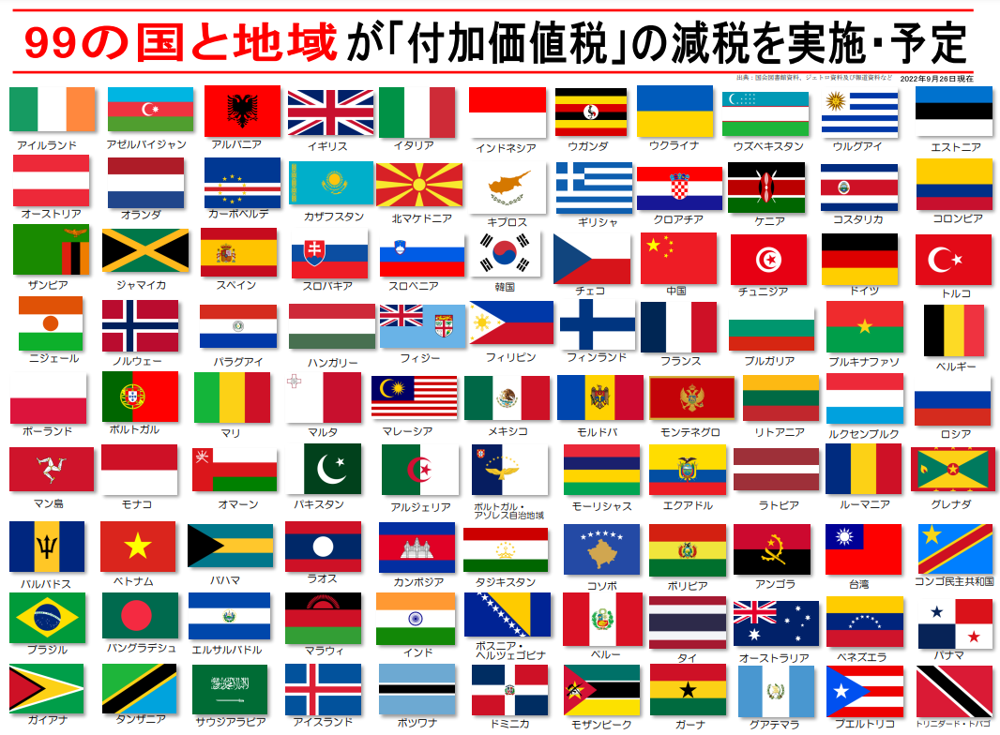 99の国と地域が「付加価値税」の減税を実施・予定
出典：国会図書館資料、ジェトロ資料及び報道資料など 2022年9月26日現在
アイルランド アゼルバイジャン アルバニア イギリス イタリア インドネシア ウガンダ ウクライナ ウズベキスタン ウルグアイ エストニア
オーストリア オランダ カーボベルデ カザフスタン 北マケドニア キプロス ギリシャ クロアチア ケニア コスタリカ コロンビア
ザンビア ジャマイカ スペイン スロバキア スロベニア 韓国 チェコ 中国 チュニジア ドイツ トルコ
ニジェール ノルウェー パラグアイ ハンガリー フィジー フィリピン フィンランド フランス ブルガリア ブルキナファソ ベルギー
ポーランド ポルトガル マリ マルタ マレーシア メキシコ モルドバ モンテネグロ リトアニア ルクセンブルク ロシア
マン島 モナコ オマーン パキスタン アルジェリア ポルトガル・
アゾレス自治地域 モーリシャス エクアドル ラトビア ルーマニア グレナダ
バルバドス ベトナム バハマ ラオス カンボジア タジキスタン コソボ ボリビア アンゴラ 台湾 コンゴ民主共和国
ブラジル バングラデシュ エルサルバドル マラウィ インド ボスニア・
ヘルツェゴビナ ペルー タイ オーストラリア ベネズエラ パナマ
ガイアナ タンザニア サウジアラビア アイスランド ボツワナ ドミニカ モザンビーク ガーナ グアテマラ プエルトリコ トリニダード・トバゴ